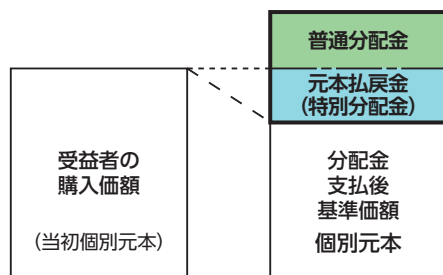 普通分配金
元本払戻金
(特別分配金)
受益者の
購入価額
(当初個別元本)
分配金
支払後
基準価額
個別元本